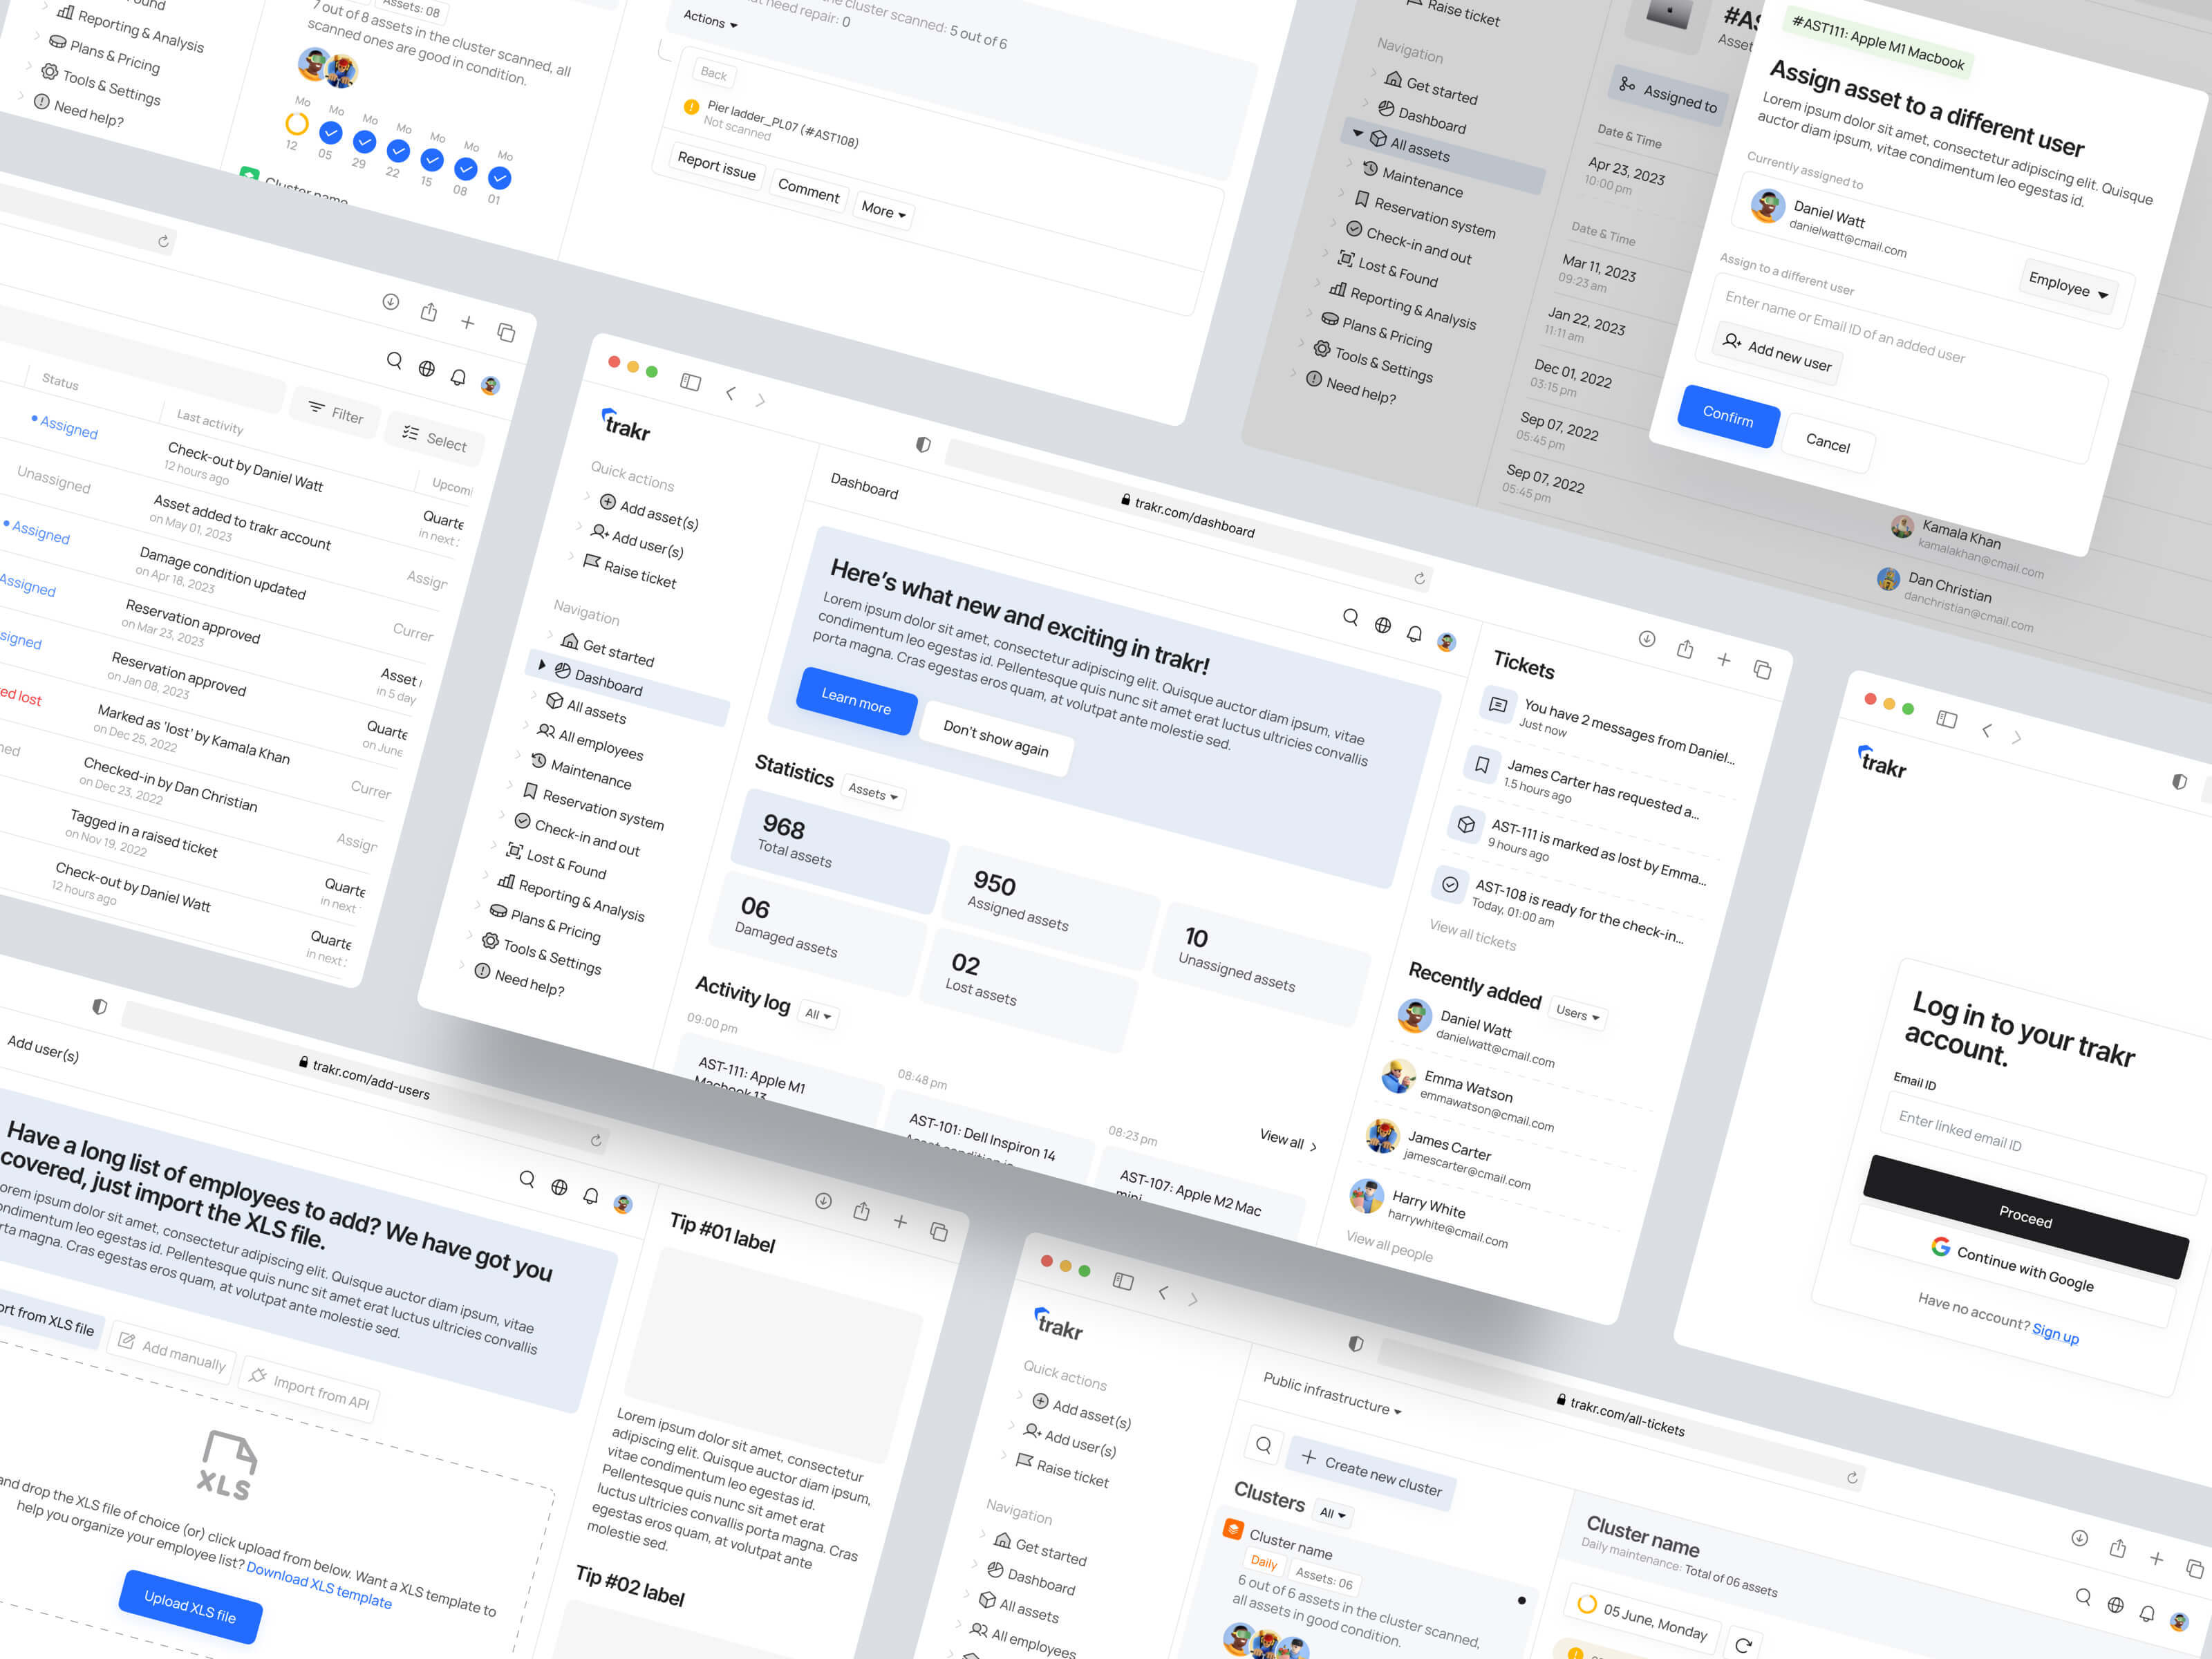 Reporting & Analysis
Plans & Pricing
Tools & Settings
Need help?
Assets: 08
7 out of 8 assets in the cluster scanned, all
scanned ones are good in condition.
Mo Mo Mo Mo Mo Mo Mo
12 05 29 22 15 08 01
Cluster name
the cluster scanned: 5 out of 6
need repair: 0
Actions
Back
Pier ladder_PL07 (#AST108)
Not scanned
Report issue
Comment
More
Raise ticket
Navigation
Get started
Dashboard
All assets
Maintenance
Reservation system
Check-in and out
Lost & Found
Reporting & Analysis
Plans & Pricing
Tools & Settings
Need help?
Assigned to
Date & Time
Apr 23, 2023
10:00 pm
Date & Time
Mar 11, 2023
09:23 am
Jan 22, 2023
11:11 am
Dec 01, 2022
03:15 pm
Sep 07, 2022
05:45 pm
Sep 07, 2022
05:45 pm
Kamala Khan
kamalakhan@cmail.com
Dan Christian
danchristian@cmail.com
#AST111: Apple M1 Macbook
Assign asset to a different user
Lorem ipsum dolor sit amet, consectetur adipiscing elit. Quisque
auctor diam ipsum, vitae condimentum leo egestas id.
Currently assigned to
Daniel Watt
danielwatt@cmail.com
Employee
Assign to a different user
Enter name or Email ID of an added user
Add new user
Confirm
Cancel
Filter
Select
Status
Last activity
Assigned
Check-out by Daniel Watt
12 hours ago
Unassigned
Asset added to trakr account
on May 01, 2023
in next
Assigned
Damage condition updated
on Apr 18, 2023
Reservation approved
on Mar 23, 2023
Reservation approved
on Jan 08, 2023
Asset
in 5 day
lost
Marked as 'lost' by Kamala Khan
on Dec 25, 2022
on June
Checked-in by Dan Christian
on Dec 23, 2022
Tagged in a raised ticket
on Nov 19, 2022
Check-out by Daniel Watt
12 hours ago
in next
in next
trakr
trakr.com/dashboard
Quick actions
Add asset(s)
Add user(s)
Raise ticket
Navigation
Get started
Dashboard
All assets
All employees
Maintenance
Reservation system
Check-in and out
Lost & Found
Reporting & Analysis
Plans & Pricing
Tools & Settings
Need help?
Dashboard
Here's what new and exciting in trakr!
Lorem ipsum dolor sit amet, consectetur adipiscing elit. Quisque auctor diam ipsum, vitae
condimentum leo egestas id. Pellentesque quis nunc sit amet erat luctus ultricies convallis
porta magna. Cras egestas eros quam, at volutpat ante molestie sed.
Learn more
Don't show again
Statistics
Assets
968
Total assets
950
Assigned assets
10
Unassigned assets
06
Damaged assets
02
Lost assets
Activity log
All
View all
09:00 pm
AST-111: Apple M1
Macbook 13
08:48 pm
AST-101: Dell Inspiron 14
Asset condition is
08:23 pm
AST-107: Apple M2 Mac
mini
Tickets
You have 2 messages from Daniel...
Just now
James Carter has requested a...
1.5 hours ago
AST-111 is marked as lost by Emma...
9 hours ago
AST-108 is ready for the check-in...
Today, 01:00 am
View all tickets
Recently added
Users
Daniel Watt
danielwatt@cmail.com
Emma Watson
emmawatson@cmail.com
James Carter
jamescarter@cmail.com
Harry White
harrywhite@cmail.com
View all people
trakr
Log in to your trakr
account.
Email ID
Enter linked email ID
Proceed
Continue with Google
Have no account? Sign up
Add user(s)
trakr.com/add-users
Have a long list of employees to add? We have got you
covered, just import the XLS file.
Lorem ipsum dolor sit amet, consectetur adipiscing elit. Quisque auctor diam ipsum, vitae
condimentum leo egestas id. Pellentesque quis nunc sit amet erat luctus ultricies convallis
porta magna. Cras egestas eros quam, at volutpat ante molestie sed.
from XLS file
Add manually
Import from API
XLS
and drop the XLS file of choice (or) click upload from below. Want a XLS template to
help you organize your employee list? Download XLS template
Upload XLS file
Tip #01 label
Lorem ipsum dolor sit amet, consectetur
adipiscing elit. Quisque auctor diam ipsum,
vitae condimentum leo egestas id.
Pellentesque quis nunc sit amet erat
luctus ultricies convallis porta magna. Cras
egestas eros quam, at volutpat ante
molestie sed.
Tip #02 label
trakr
trakr.com/all-tickets
Quick actions
Add asset(s)
Add user(s)
Raise ticket
Navigation
Get started
Dashboard
All assets
All employees
Public infrastructure
Create new cluster
Clusters
All
Cluster name
Daily
Assets: 06
6 out of 6 assets in the cluster scanned,
all assets in good condition.
Cluster name
Daily maintenance: Total of 06 assets
05 June, Monday